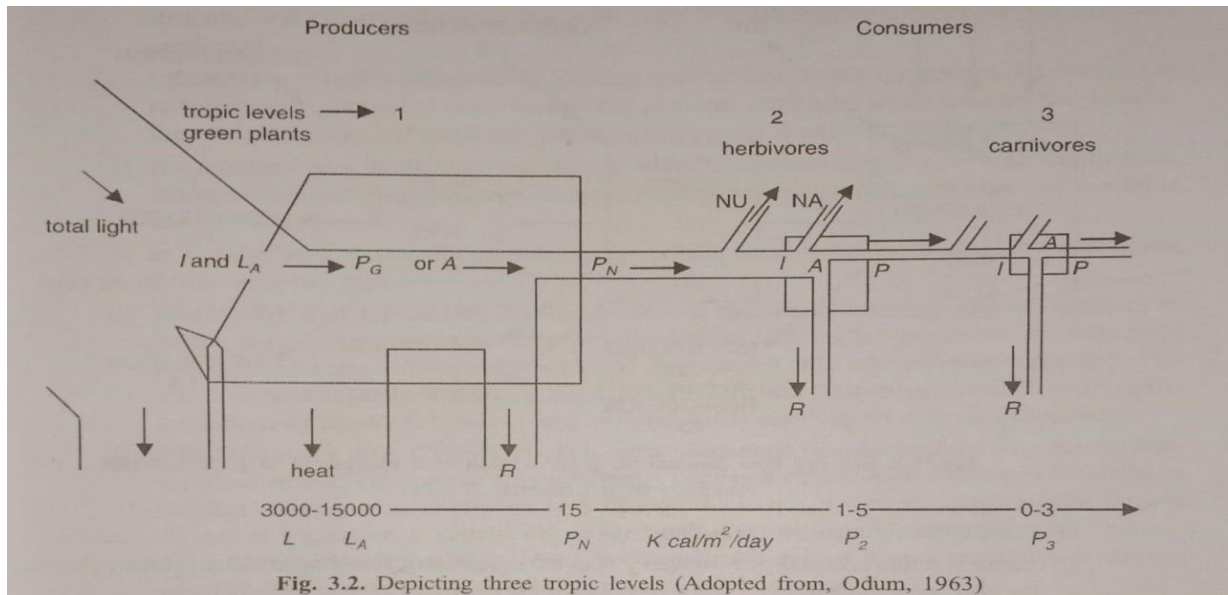 Producers Consumers
tropic levels → 1 2 3
green plants herbivores carnivores
NU NA
total light
I and L_A → P_G or A → P_N → I A P I A P
R R
heat R
3000-15000 15 1-5 0-3
L L_A P_N K cal/m²/day P₂ P₃
Fig. 3.2. Depicting three tropic levels (Adopted from, Odum, 1963)